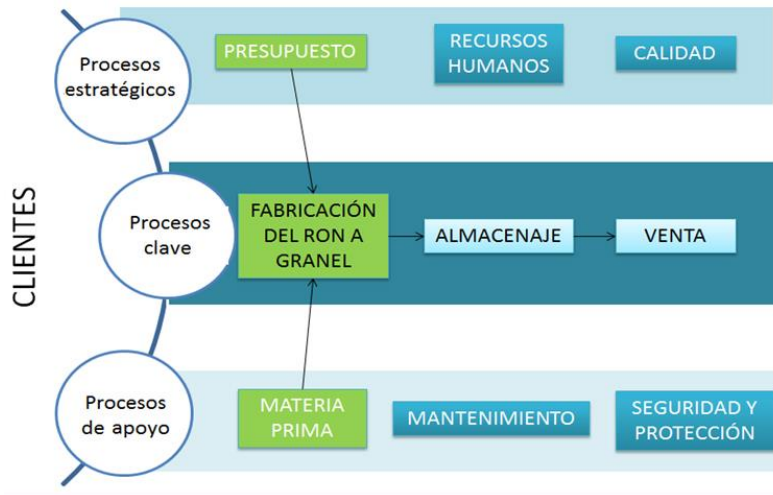 CLIENTES
Procesos
estratégicos
PRESUPUESTO
RECURSOS
HUMANOS
CALIDAD
Procesos
clave
FABRICACIÓN
DEL RON A
GRANEL
ALMACENAJE
VENTA
Procesos
de apoyo
MATERIA
PRIMA
MANTENIMIENTO
SEGURIDAD Y
PROTECCIÓN